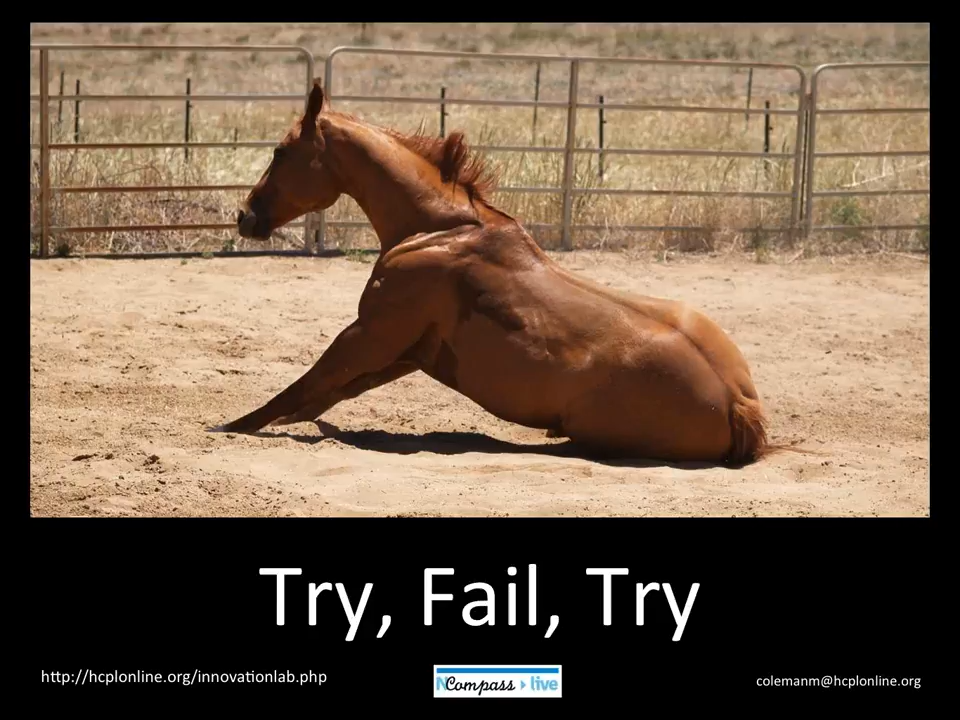 Try, Fail, Try
http://hcplonline.org/innovationlab.php
NCompass live
colemanm@hcplonline.org